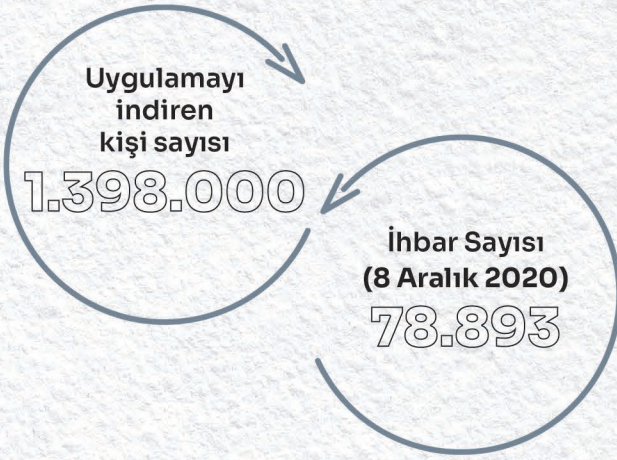 Uygulamayı
indiren
kişi sayısı
1.398.000
İhbar Sayısı
(8 Aralık 2020)
78.893